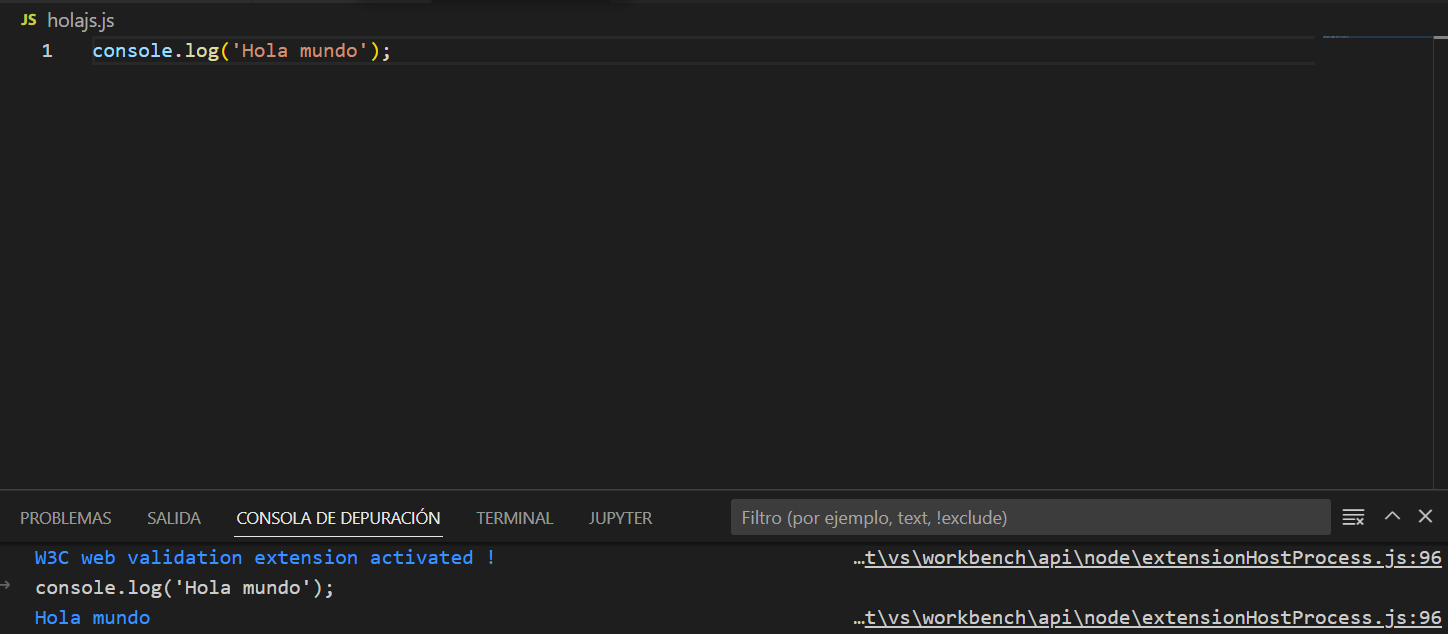 JS holajs.js
1 console.log('Hola mundo');
PROBLEMAS SALIDA CONSOLA DE DEPURACIÓN TERMINAL JUPYTER Filtro (por ejemplo, text, !exclude)
W3C web validation extension activated ! …t\vs\workbench\api\node\extensionHostProcess.js:96
console.log('Hola mundo');
Hola mundo …t\vs\workbench\api\node\extensionHostProcess.js:96